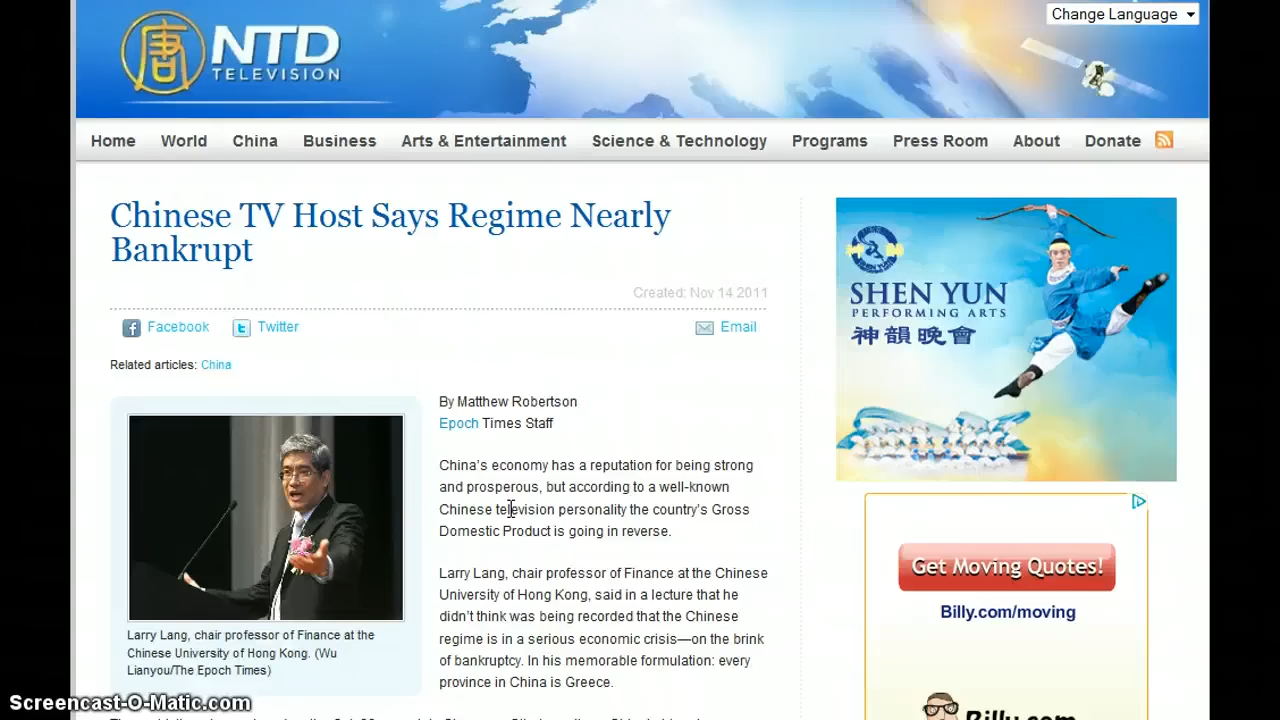 Change Language
唐
NTD
TELEVISION
Home World China Business Arts & Entertainment Science & Technology Programs Press Room About Donate
Chinese TV Host Says Regime Nearly
Bankrupt
Created: Nov 14 2011
Facebook Twitter Email
Related articles: China
By Matthew Robertson
Epoch Times Staff
China's economy has a reputation for being strong
and prosperous, but according to a well-known
Chinese television personality the country's Gross
Domestic Product is going in reverse.
Larry Lang, chair professor of Finance at the Chinese
University of Hong Kong, said in a lecture that he
didn't think was being recorded that the Chinese
regime is in a serious economic crisis—on the brink
of bankruptcy. In his memorable formulation: every
province in China is Greece.
Larry Lang, chair professor of Finance at the
Chinese University of Hong Kong. (Wu
Lianyou/The Epoch Times)
SHEN YUN
PERFORMING ARTS
神韻晚會
Get Moving Quotes!
Billy.com/moving
Billy.com
Screencast-O-Matic.com